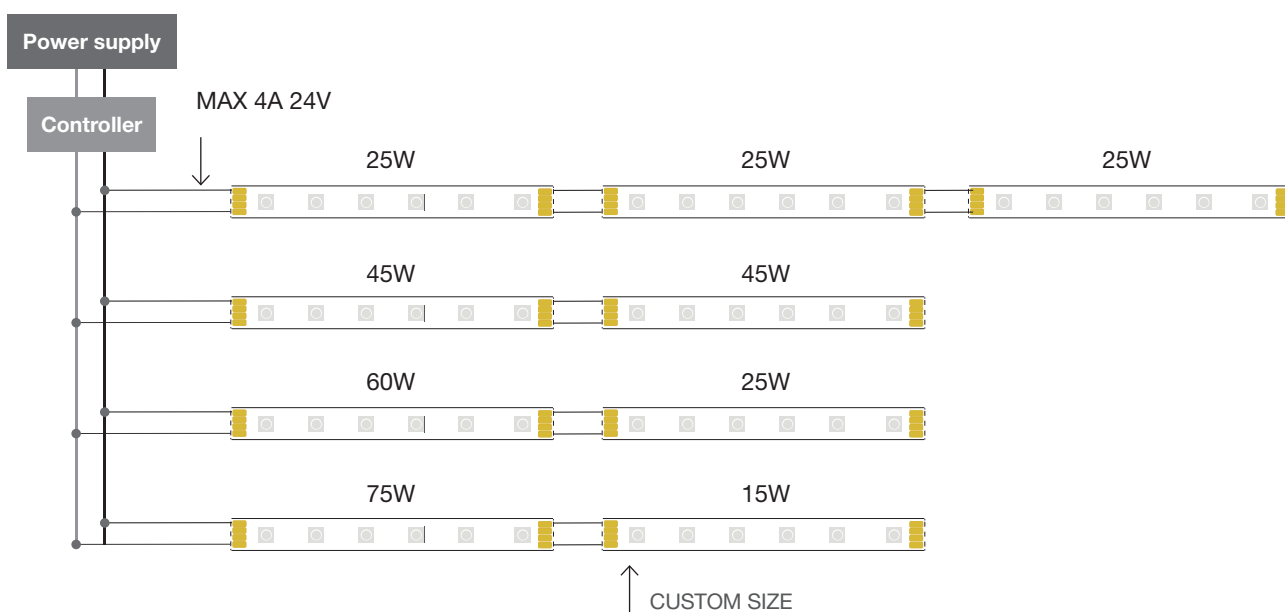 Power supply
MAX 4A 24V
Controller
25W 25W 25W
45W 45W
60W 25W
75W 15W
CUSTOM SIZE